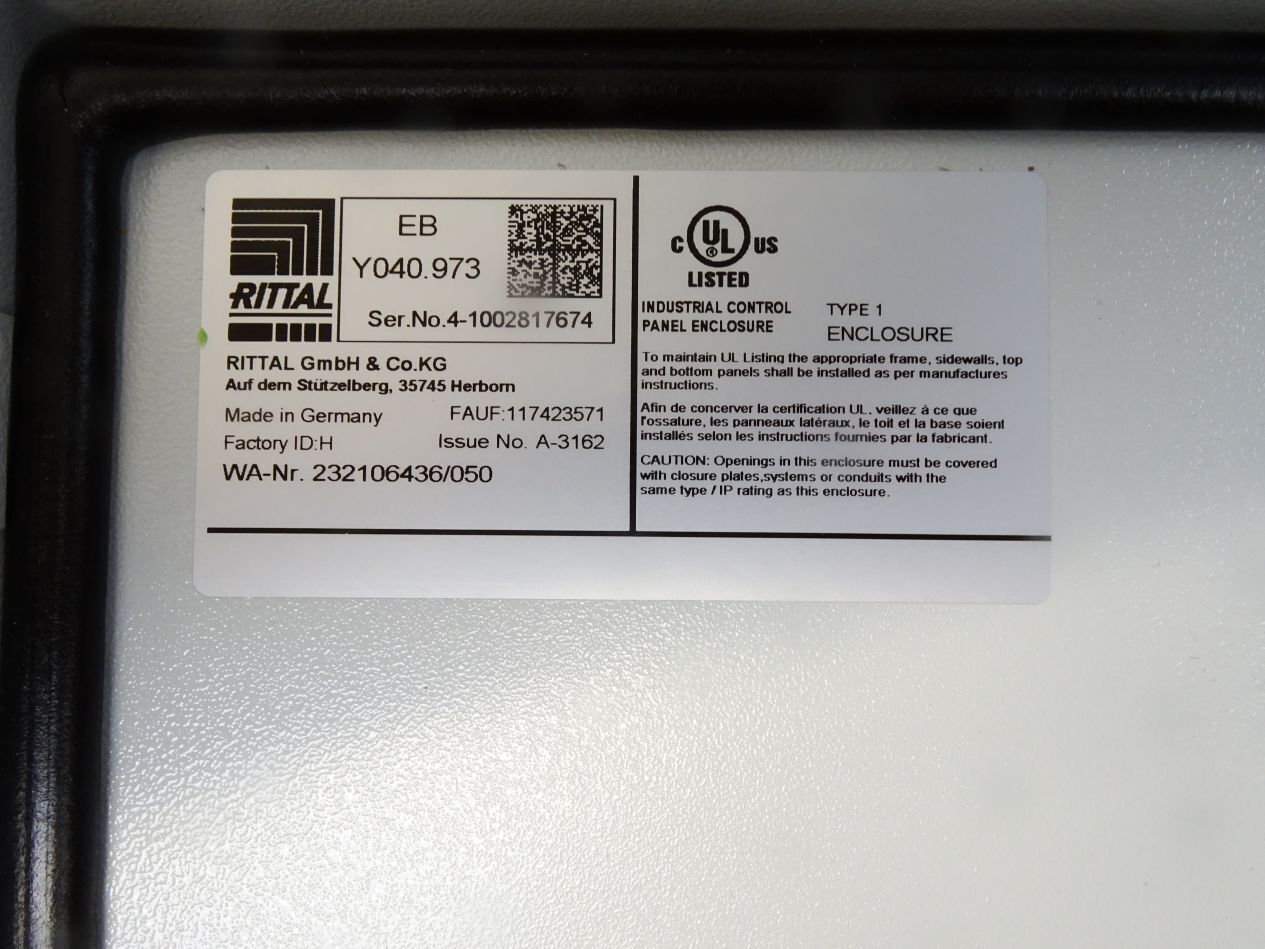 EB
Y040.973
Ser.No.4-1002817674
RITTAL
RITTAL GmbH & Co.KG
Auf dem Stützelberg, 35745 Herborn
Made in Germany FAUF:117423571
Factory ID:H Issue No. A-3162
WA-Nr. 232106436/050
C UL US
®
LISTED
INDUSTRIAL CONTROL
PANEL ENCLOSURE
TYPE 1
ENCLOSURE
To maintain UL Listing the appropriate frame, sidewalls, top
and bottom panels shall be installed as per manufactures
instructions.
Afin de concerver la certification UL, veillez à ce que
l'ossature, les panneaux latéraux, le toit et la base soient
installés selon les instructions fournies par la fabricant.
CAUTION: Openings in this enclosure must be covered
with closure plates,systems or conduits with the
same type / IP rating as this enclosure.